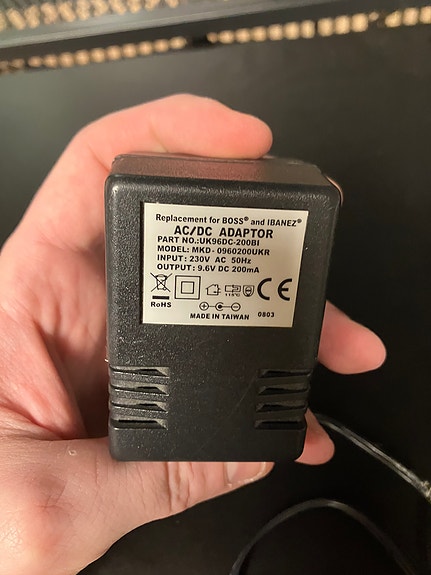 Replacement for BOSS® and IBANEZ®
AC/DC ADAPTOR
PART NO.:UK96DC-200BI
MODEL: MKD-0960200UKR
INPUT: 230V AC 50Hz
OUTPUT: 9.6V DC 200mA
RoHS
115°C
CE
MADE IN TAIWAN 0803